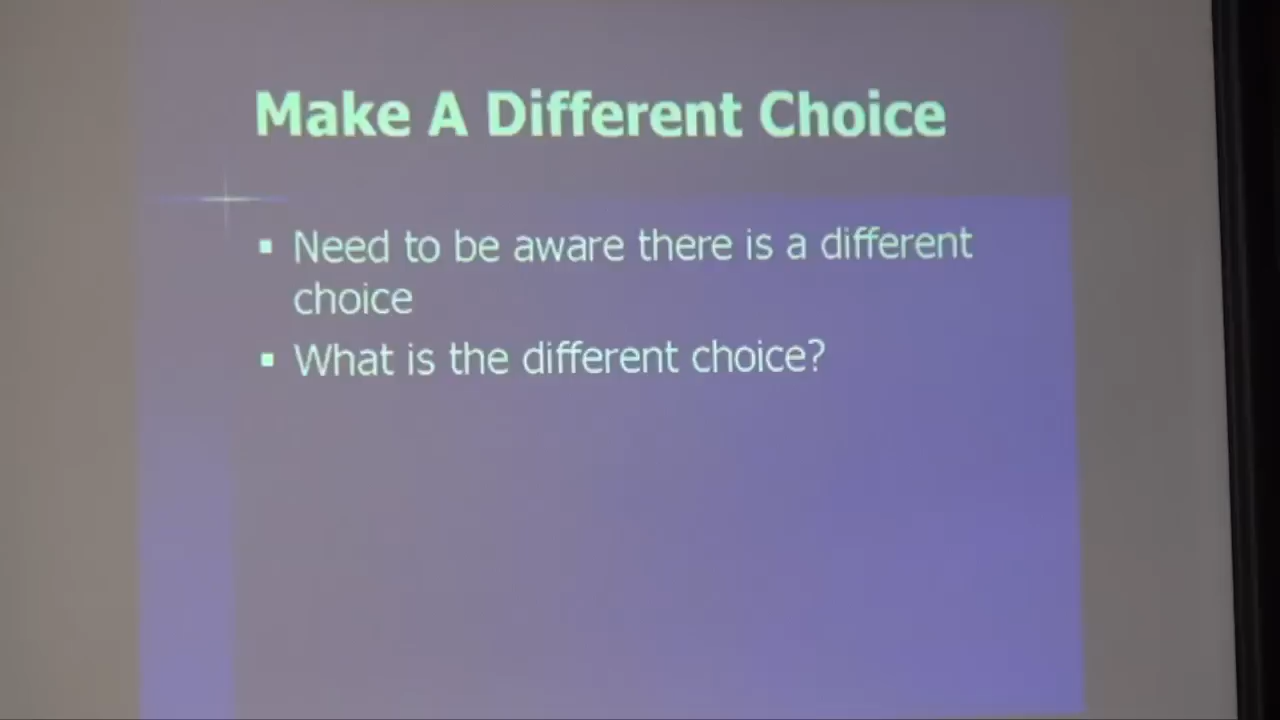 Make A Different Choice
▪ Need to be aware there is a different
choice
▪ What is the different choice?